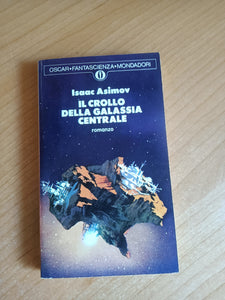 OSCAR•FANTASCIENZA•MONDADORI
Isaac Asimov
IL CROLLO
DELLA GALASSIA
CENTRALE
romanzo